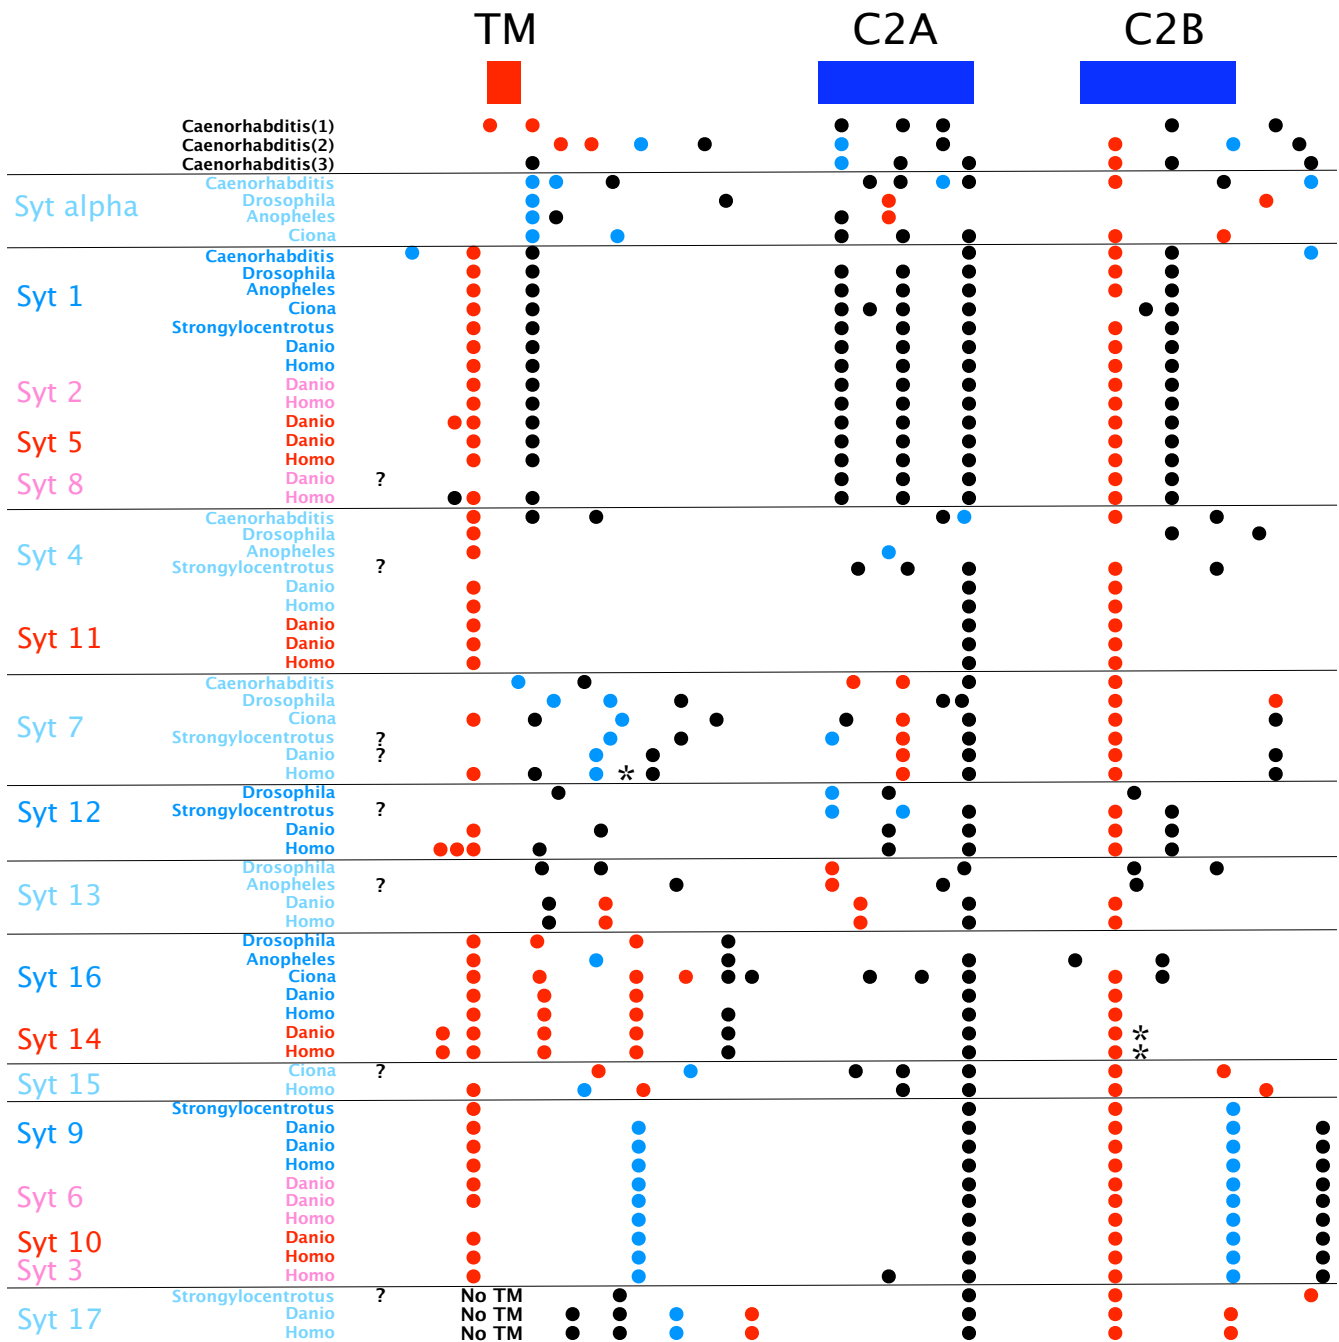 TM C2A C2B
Caenorhabditis(1)
Caenorhabditis(2)
Caenorhabditis(3)
Caenorhabditis
Syt alpha
Drosophila
Anopheles
Ciona
Caenorhabditis
Drosophila
Syt 1
Anopheles
Ciona
Strongylocentrotus
Danio
Homo
Syt 2
Danio
Homo
Danio
Syt 5
Danio
Homo
Syt 8
Danio ?
Homo
Caenorhabditis
Drosophila
Syt 4
Anopheles
Strongylocentrotus ?
Danio
Homo
Danio
Syt 11
Danio
Homo
Caenorhabditis
Drosophila
Syt 7
Ciona
Strongylocentrotus ?
Danio ?
Homo *
Drosophila
Syt 12
Strongylocentrotus ?
Danio
Homo
Drosophila
Syt 13
Anopheles ?
Danio
Homo
Drosophila
Anopheles
Syt 16
Ciona
Danio
Homo
Syt 14
Danio *
Homo *
Ciona ?
Syt 15
Homo
Strongylocentrotus
Syt 9
Danio
Danio
Homo
Syt 6
Danio
Danio
Homo
Syt 10
Danio
Homo
Syt 3
Homo
Strongylocentrotus ? No TM
Syt 17
Danio No TM
Homo No TM